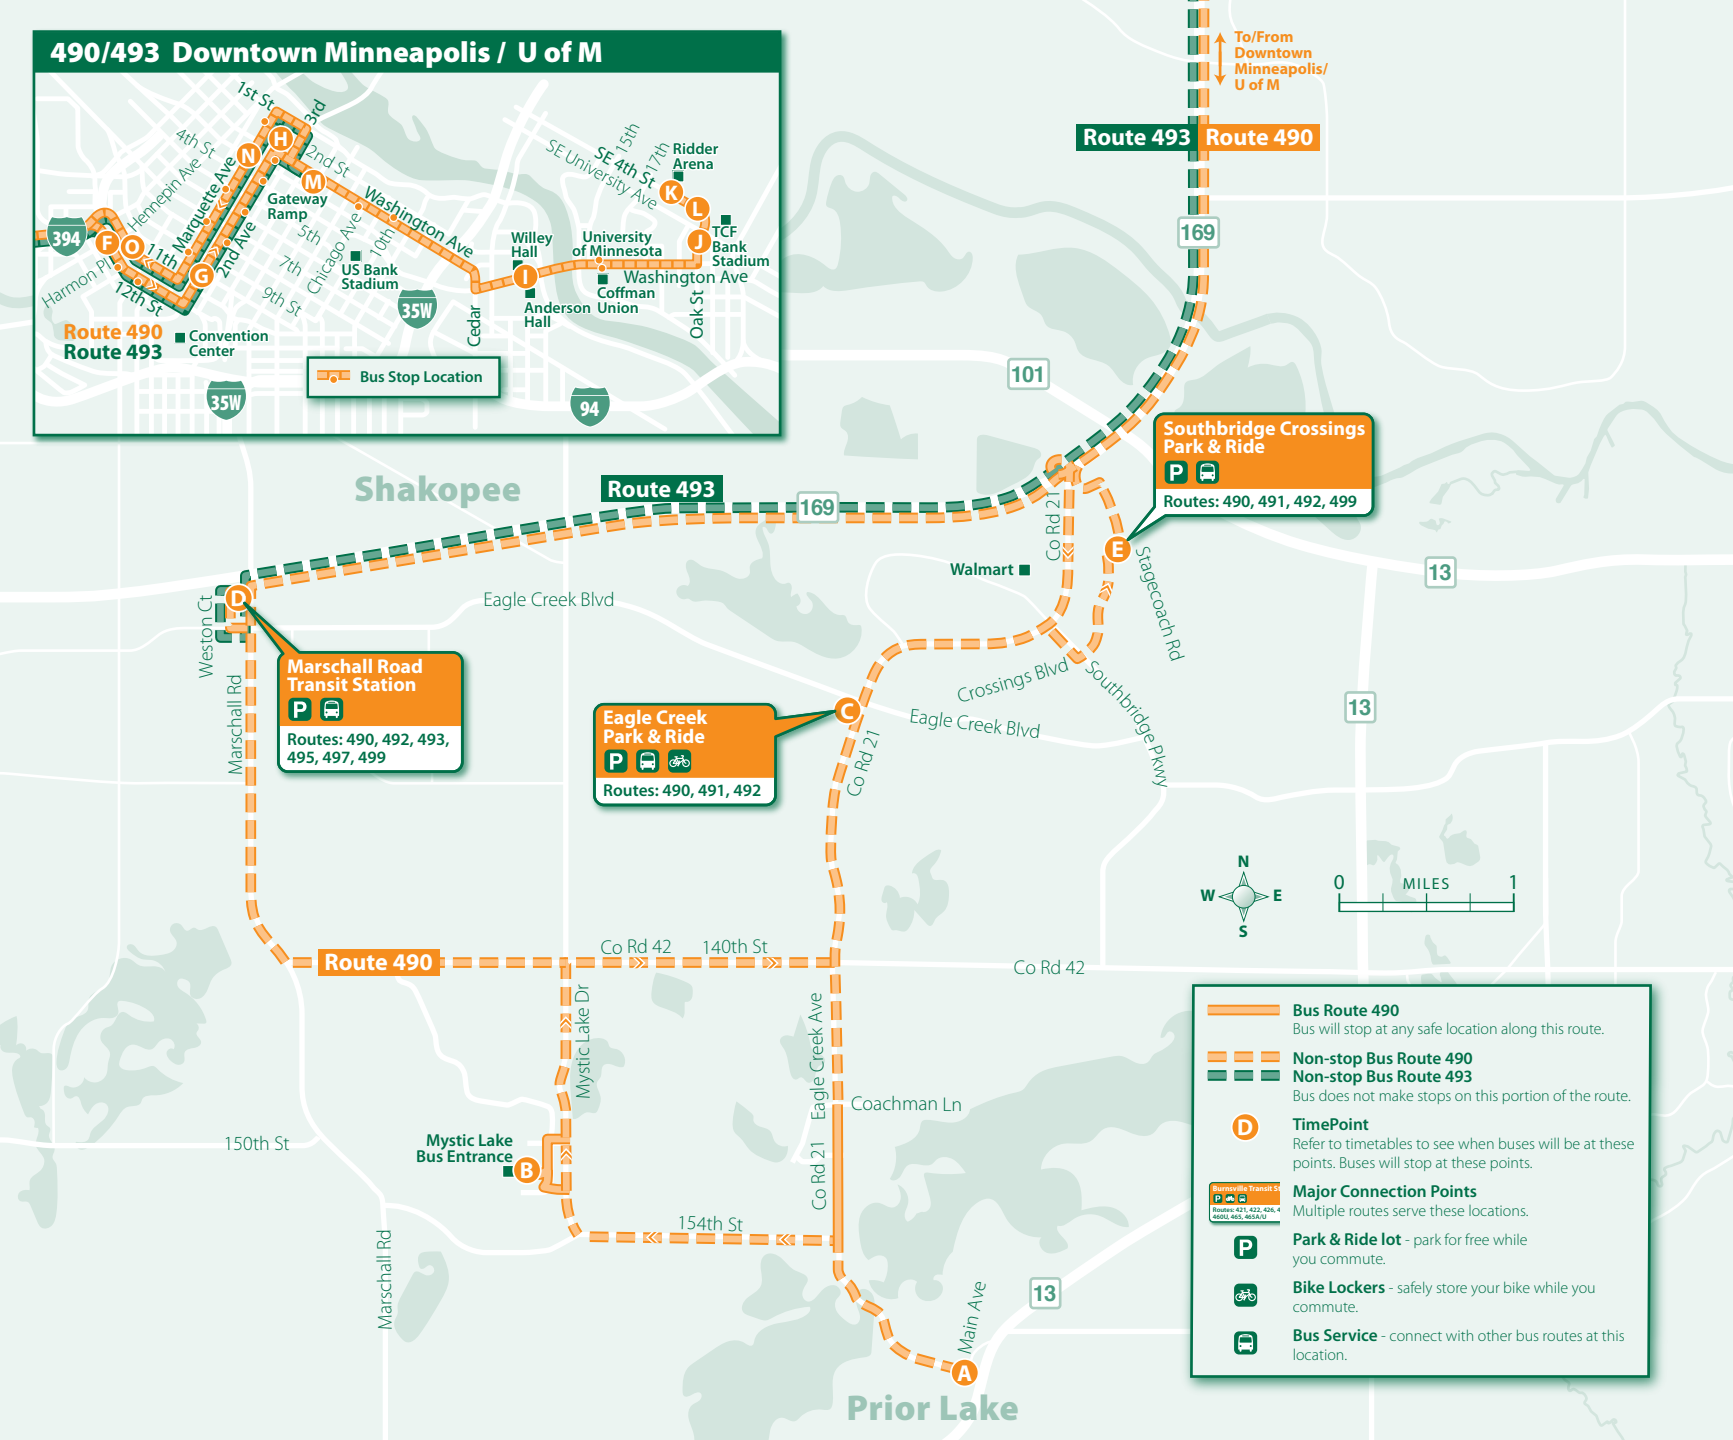 490/493 Downtown Minneapolis / U of M
1st St
3rd
4th St
2nd St
Hennepin Ave
Marquette Ave
N
H
M
Gateway
Ramp
Washington Ave
5th
7th
9th St
Chicago Ave
10th
2nd Ave
11th
12th St
Harmon Pl
394
F
O
G
US Bank
Stadium
35W
Cedar
Willey
Hall
I
Anderson
Hall
University
of Minnesota
Coffman
Union
Washington Ave
Oak St
15th
17th
SE 4th St
SE University Ave
Ridder
Arena
K
L
J
TCF
Bank
Stadium
Route 490
Route 493
Convention
Center
35W
94
Bus Stop Location
To/From
Downtown
Minneapolis/
U of M
Route 493
Route 490
169
101
Southbridge Crossings
Park & Ride
P
Routes: 490, 491, 492, 499
Shakopee
Route 493
169
Co Rd 21
E
Stagecoach Rd
Walmart
13
D
Weston Ct
Eagle Creek Blvd
Marschall Road
Transit Station
P
Routes: 490, 492, 493,
495, 497, 499
Marschall Rd
Eagle Creek
Park & Ride
P
Routes: 490, 491, 492
C
Crossings Blvd
Southbridge Pkwy
Eagle Creek Blvd
Co Rd 21
13
N
W
E
S
0
MILES
1
Route 490
Co Rd 42
140th St
Co Rd 42
Mystic Lake Dr
Eagle Creek Ave
Co Rd 21
Coachman Ln
150th St
Mystic Lake
Bus Entrance
B
154th St
Marschall Rd
13
Main Ave
A
Prior Lake
Bus Route 490
Bus will stop at any safe location along this route.
Non-stop Bus Route 490
Non-stop Bus Route 493
Bus does not make stops on this portion of the route.
D
TimePoint
Refer to timetables to see when buses will be at these
points. Buses will stop at these points.
Burnsville Transit St
P
Routes: 421, 422, 426, 4
460U, 465, 465A/U
Major Connection Points
Multiple routes serve these locations.
P
Park & Ride lot - park for free while
you commute.
Bike Lockers - safely store your bike while you
commute.
Bus Service - connect with other bus routes at this
location.